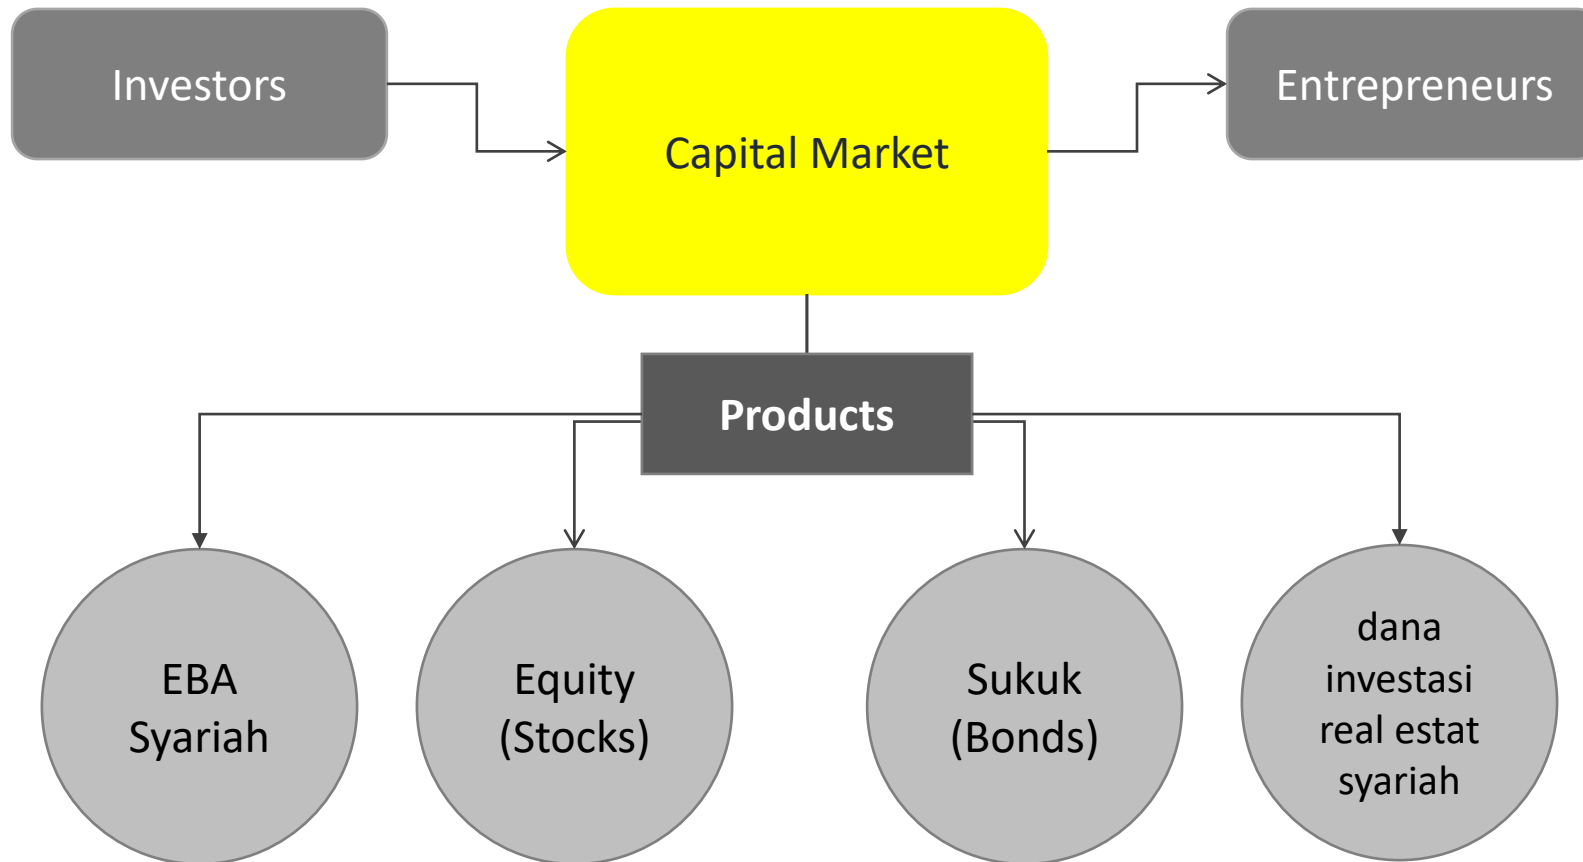 Investors
Capital Market
Entrepreneurs
Products
EBA
Syariah
Equity
(Stocks)
Sukuk
(Bonds)
dana
investasi
real estat
syariah